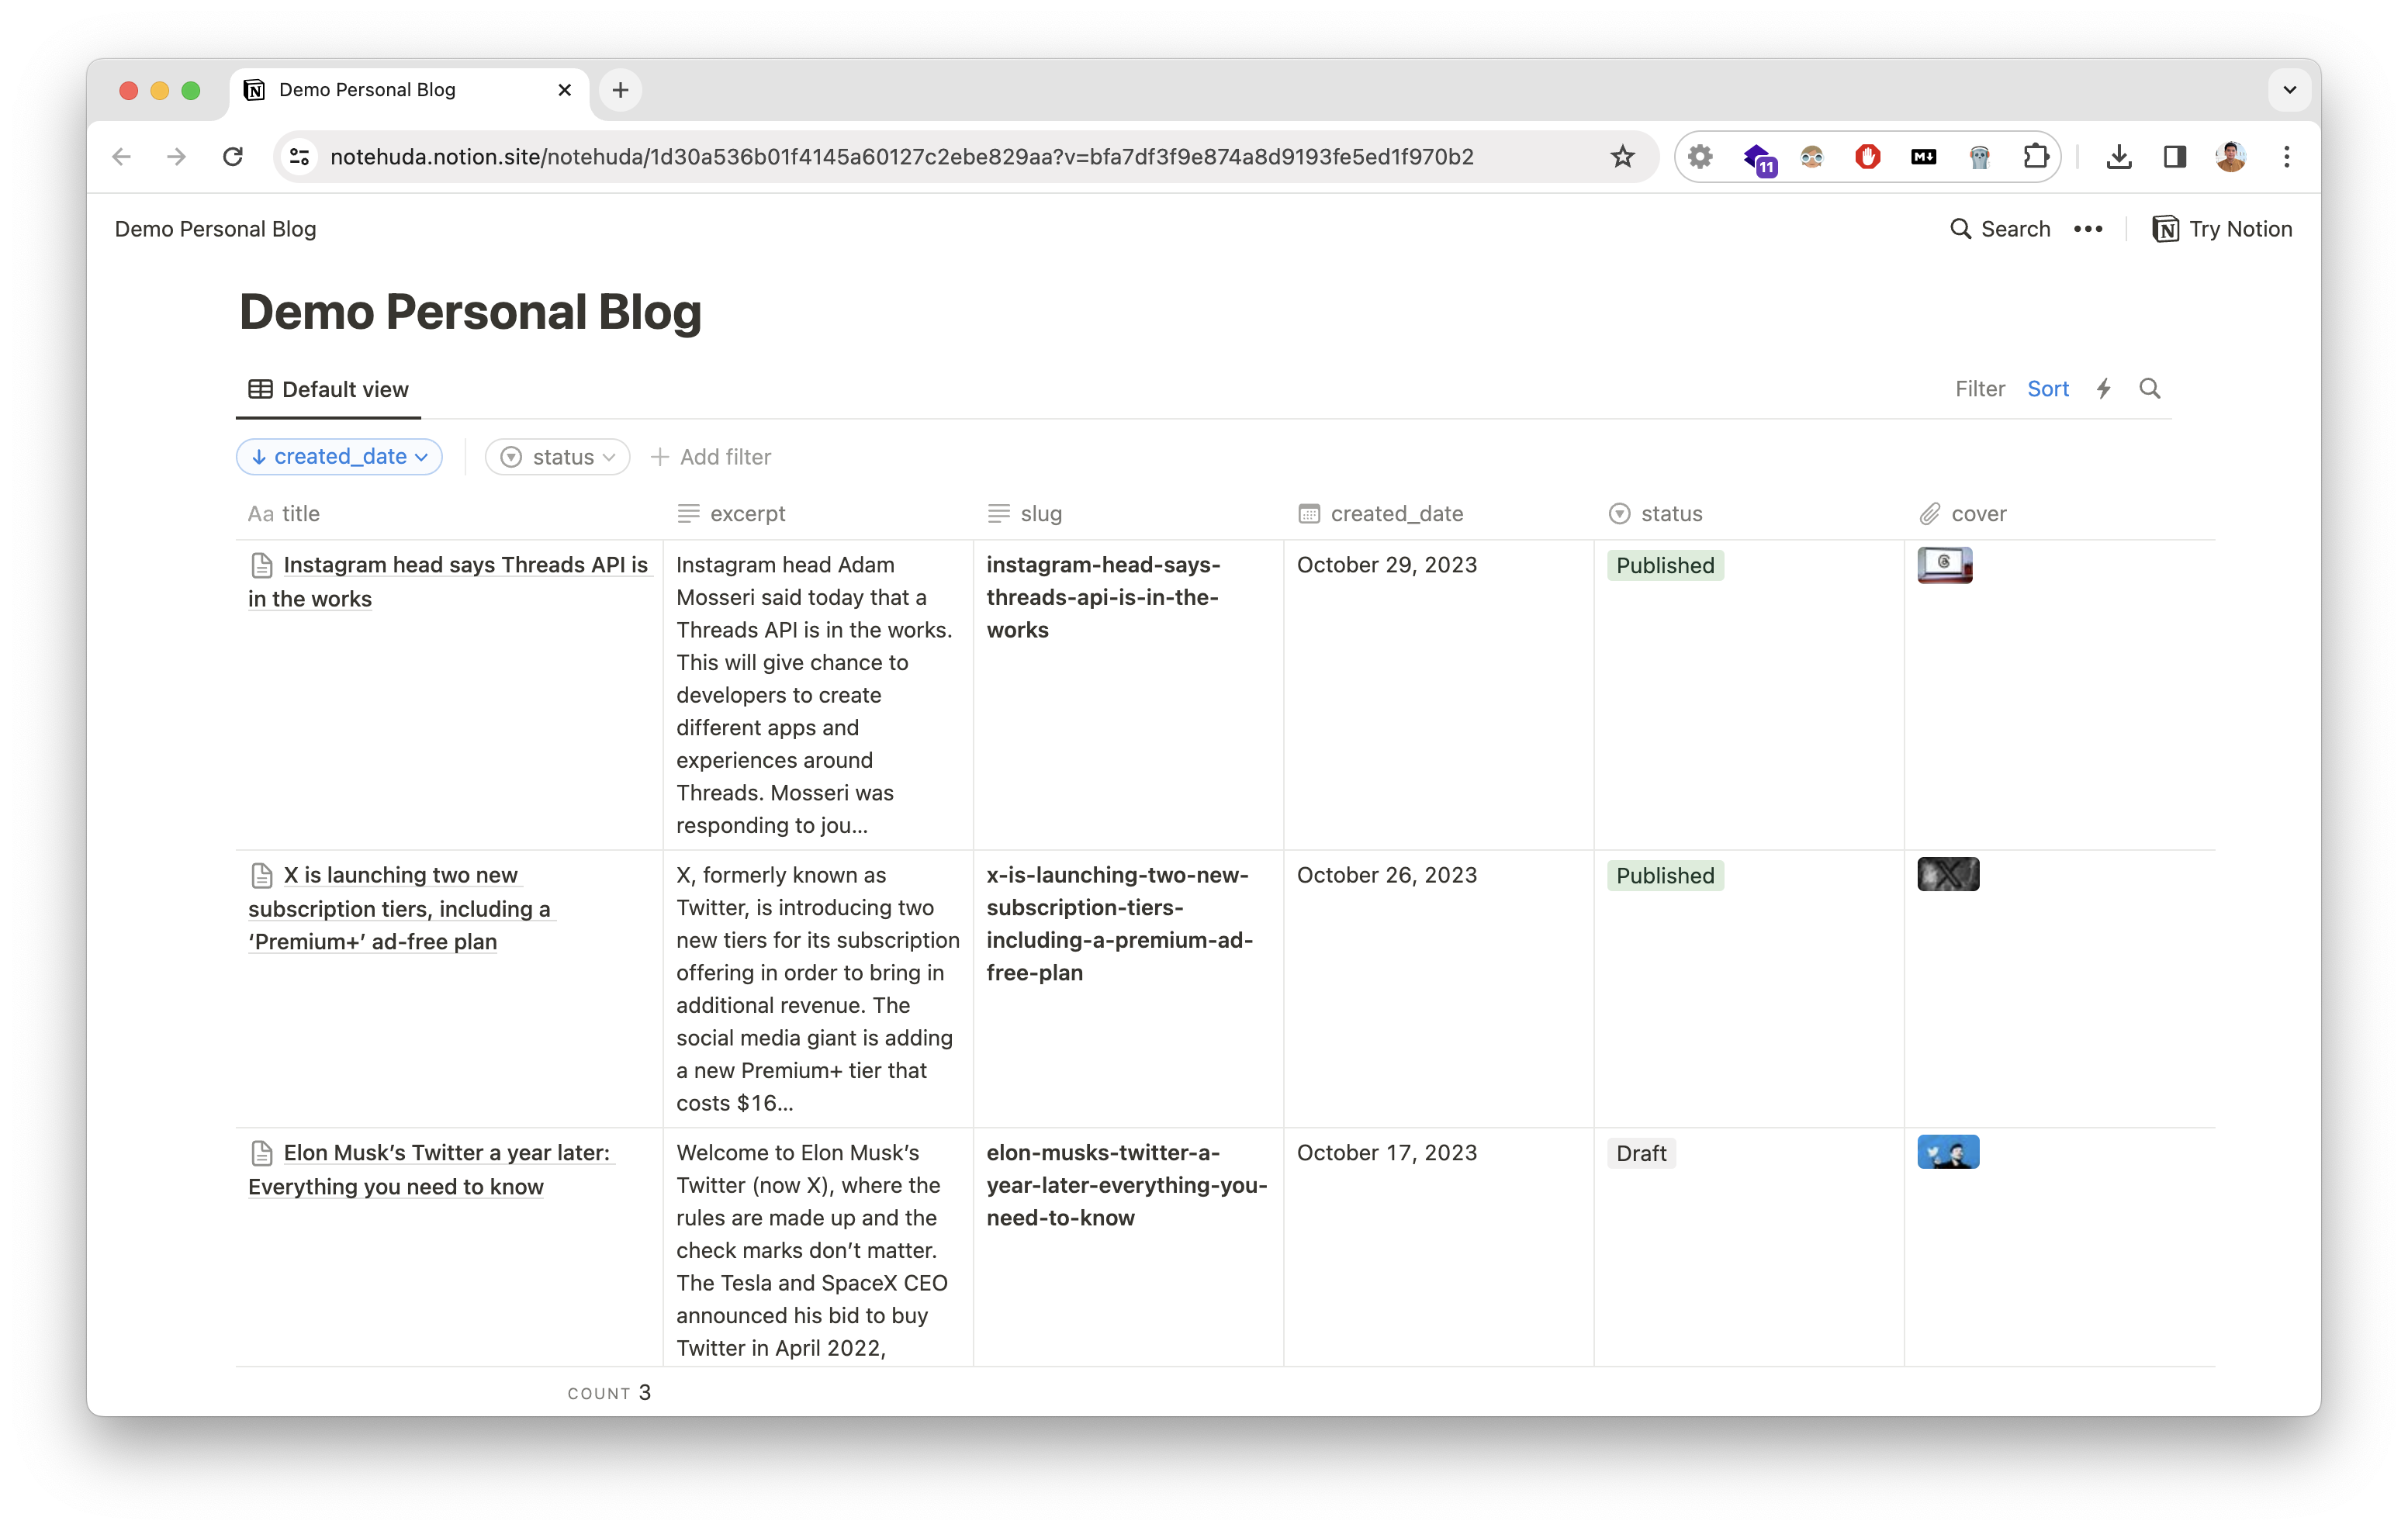 Demo Personal Blog
notehuda.notion.site/notehuda/1d30a536b01f4145a60127c2ebe829aa?v=bfa7df3f9e874a8d9193fe5ed1f970b2
11
M
Demo Personal Blog
Search
Try Notion
Demo Personal Blog
Default view
Filter
Sort
created_date
status
Add filter
Aa title
excerpt
slug
created_date
status
cover
Instagram head says Threads API is
in the works
Instagram head Adam
Mosseri said today that a
Threads API is in the works.
This will give chance to
developers to create
different apps and
experiences around
Threads. Mosseri was
responding to jou...
instagram-head-says-
threads-api-is-in-the-
works
October 29, 2023
Published
X is launching two new
subscription tiers, including a
‘Premium+’ ad-free plan
X, formerly known as
Twitter, is introducing two
new tiers for its subscription
offering in order to bring in
additional revenue. The
social media giant is adding
a new Premium+ tier that
costs $16...
x-is-launching-two-new-
subscription-tiers-
including-a-premium-ad-
free-plan
October 26, 2023
Published
Elon Musk’s Twitter a year later:
Everything you need to know
Welcome to Elon Musk’s
Twitter (now X), where the
rules are made up and the
check marks don’t matter.
The Tesla and SpaceX CEO
announced his bid to buy
Twitter in April 2022,
elon-musks-twitter-a-
year-later-everything-you-
need-to-know
October 17, 2023
Draft
COUNT 3